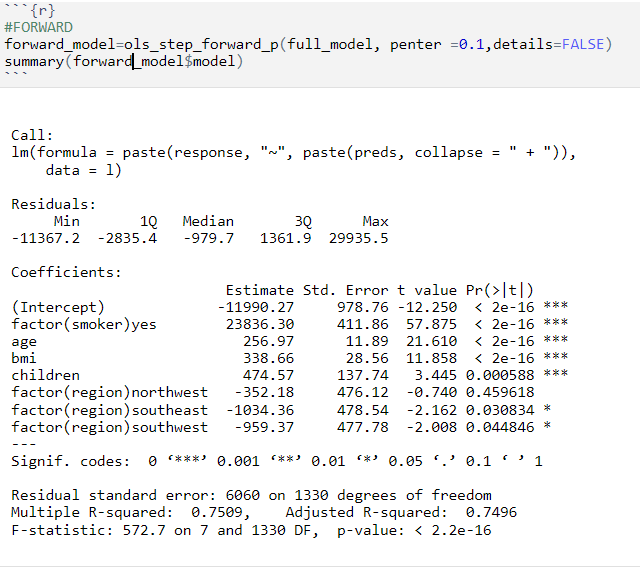 ```{r}
#FORWARD
forward_model=ols_step_forward_p(full_model, penter =0.1,details=FALSE)
summary(forward_model$model)
```
Call:
lm(formula = paste(response, "~", paste(preds, collapse = " + ")),
    data = l)
Residuals:
     Min       1Q   Median       3Q      Max
-11367.2  -2835.4   -979.7   1361.9  29935.5
Coefficients:
                        Estimate Std. Error t value Pr(>|t|)
(Intercept)            -11990.27     978.76 -12.250  < 2e-16 ***
factor(smoker)yes       23836.30     411.86  57.875  < 2e-16 ***
age                       256.97      11.89  21.610  < 2e-16 ***
bmi                       338.66      28.56  11.858  < 2e-16 ***
children                  474.57     137.74   3.445 0.000588 ***
factor(region)northwest  -352.18     476.12  -0.740 0.459618
factor(region)southeast -1034.36     478.54  -2.162 0.030834 *
factor(region)southwest  -959.37     477.78  -2.008 0.044846 *
---
Signif. codes:  0 ‘***’ 0.001 ‘**’ 0.01 ‘*’ 0.05 ‘.’ 0.1 ‘ ’ 1
Residual standard error: 6060 on 1330 degrees of freedom
Multiple R-squared:  0.7509,	Adjusted R-squared:  0.7496
F-statistic: 572.7 on 7 and 1330 DF,  p-value: < 2.2e-16